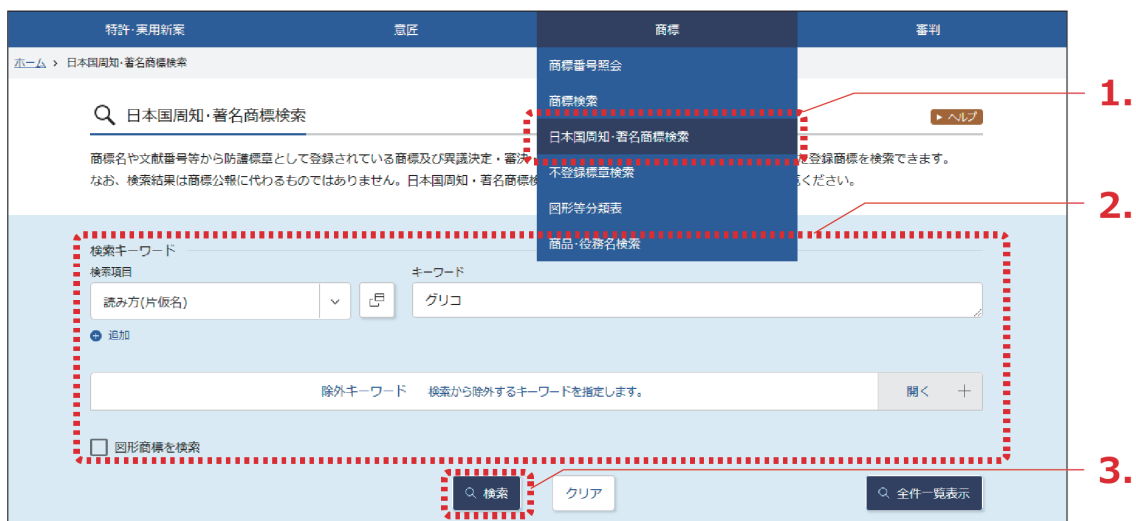 特許·実用新案
意匠
商標
審判
ホーム › 日本国周知·著名商標検索
商標番号照会
商標検索
日本国周知·著名商標検索
不登録標章検索
図形等分類表
商品·役務名検索
1.
日本国周知·著名商標検索
ヘルプ
商標名や文献番号等から防護標章として登録されている商標及び異議決定・審決
を登録商標を検索できます。
なお、検索結果は商標公報に代わるものではありません。日本国周知・著名商標検
ください。
2.
検索キーワード
検索項目
キーワード
読み方(片仮名)
グリコ
追加
除外キーワード 検索から除外するキーワードを指定します。
開く ＋
図形商標を検索
3.
検索
クリア
全件一覧表示